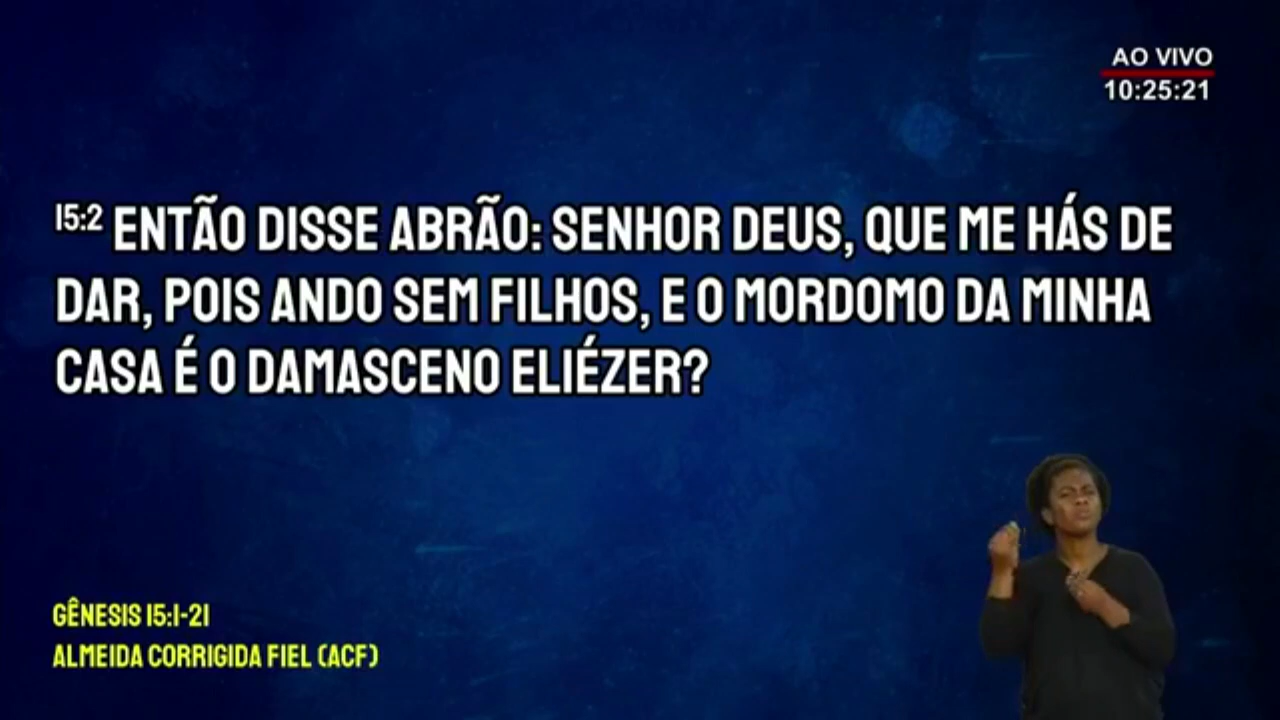 AO VIVO
10:25:21
15:2 ENTÃO DISSE ABRÃO: SENHOR DEUS, QUE ME HÁS DE
DAR, POIS ANDO SEM FILHOS, E O MORDOMO DA MINHA
CASA É O DAMASCENO ELIÉZER?
GÊNESIS 15:1-21
ALMEIDA CORRIGIDA FIEL (ACF)